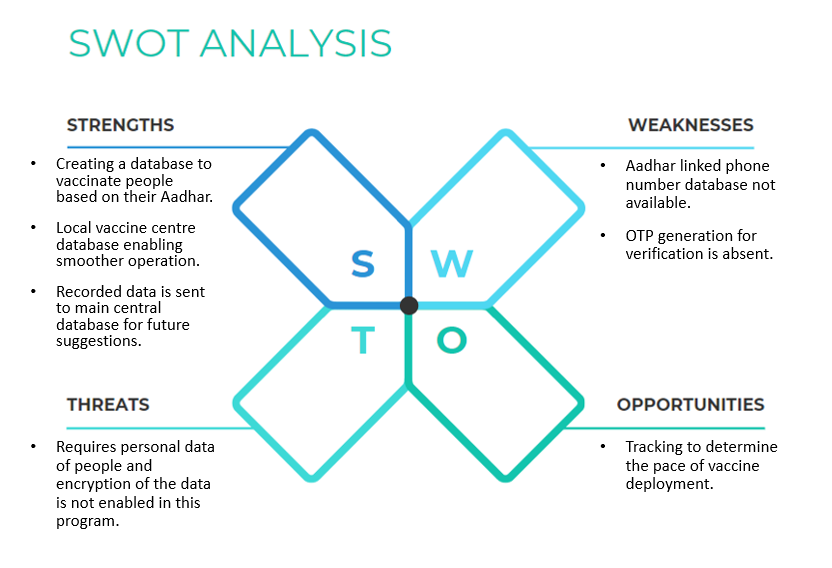 SWOT ANALYSIS
STRENGTHS
• Creating a database to
vaccinate people
based on their Aadhar.
• Local vaccine centre
database enabling
smoother operation.
• Recorded data is sent
to main central
database for future
suggestions.
WEAKNESSES
• Aadhar linked phone
number database not
available.
• OTP generation for
verification is absent.
S W
T O
THREATS
• Requires personal data
of people and
encryption of the data
is not enabled in this
program.
OPPORTUNITIES
• Tracking to determine
the pace of vaccine
deployment.